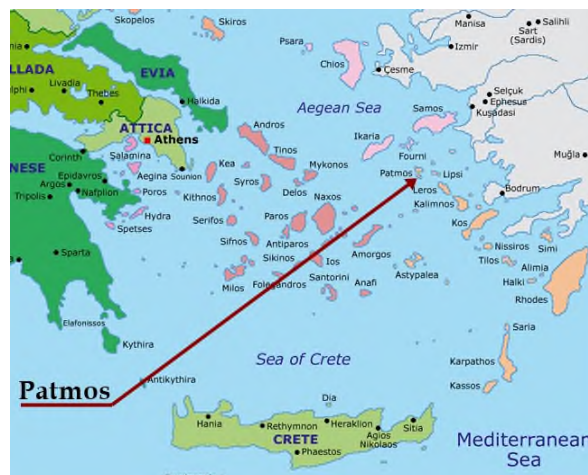 Skopelos
Skiros
Psara
Chios
Manisa
Salihli
Sart
(Sardis)
Izmir
Çesme
LLADA
EVIA
Livadia
Thebes
Halkida
ATTICA
Athens
Aegean Sea
Selçuk
Ephesus
Kuşadasi
Samos
Andros
Ikaria
Tinos
Corinth
Salamina
NESE
Epidavros
Aegina
Sounion
Kea
Mykonos
Fourni
Patmos
Lipsi
Muğla
Argos
Nafplion
Poros
Syros
Delos
Naxos
Leros
Bodrum
Tripolis
Kithnos
Kalimnos
Hydra
Serifos
Paros
Kos
Spetses
Sifnos
Antiparos
Amorgos
Nissiros
Simi
Sparta
Sikinos
Ios
Astypalea
Tilos
Alimia
Milos
Folegandros
Santorini
Anafi
Halki
Rhodes
Elafonissos
Saria
Kythira
Sea of Crete
Karpathos
Patmos
Antikythira
Kassos
Dia
Hania
Rethymnon
Heraklion
Sitia
CRETE
Agios
Nikolaos
Phaestos
Mediterranean
Sea